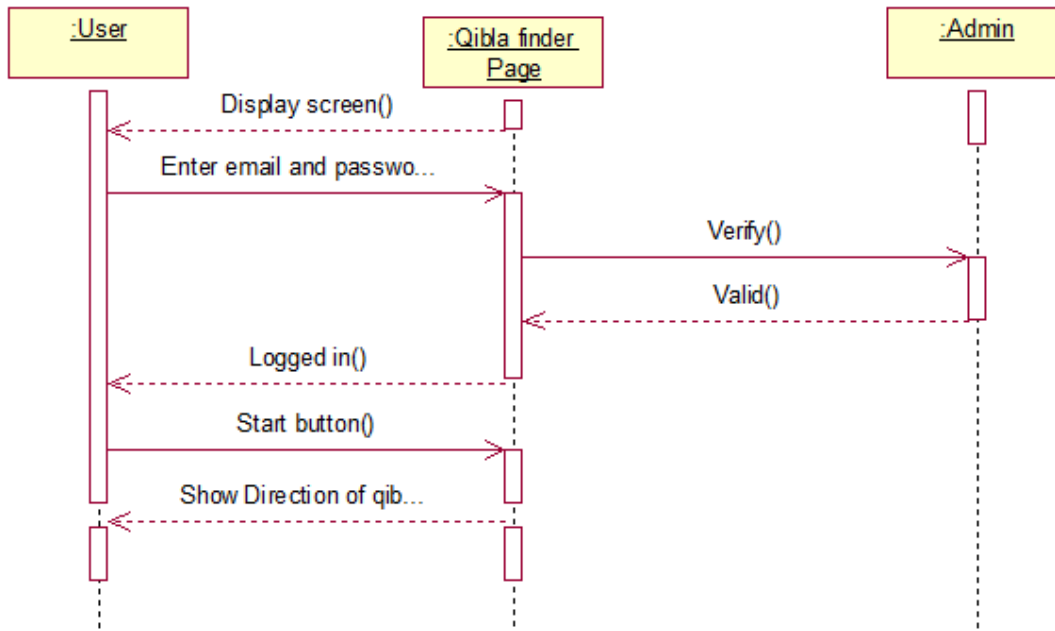 :User
:Qibla finder
Page
:Admin
Display screen()
Enter email and passwo...
Verify()
Valid()
Logged in()
Start button()
Show Direction of qib...